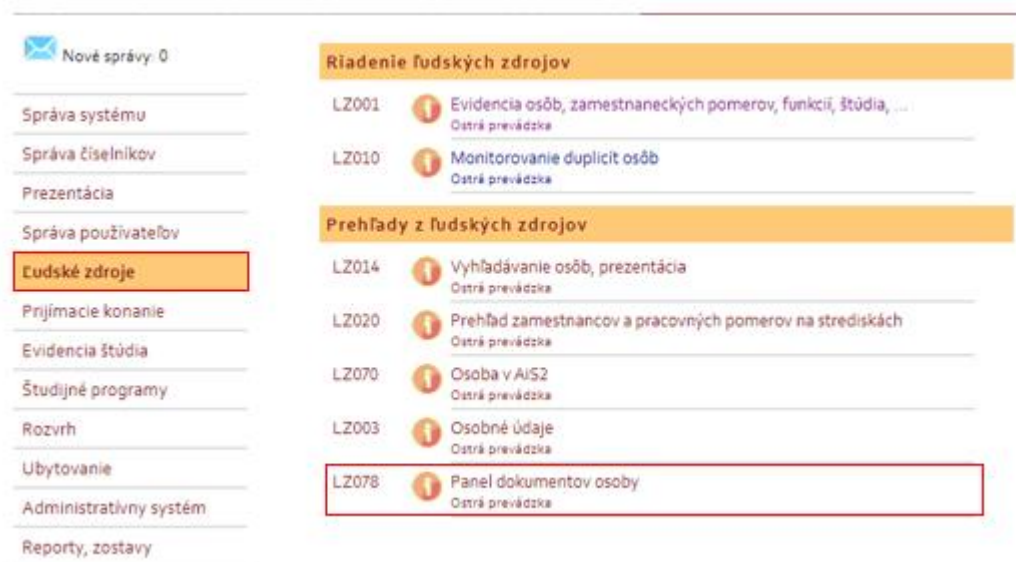 Nové správy: 0
Správa systému
Správa číselníkov
Prezentácia
Správa používateľov
Ľudské zdroje
Prijímacie konanie
Evidencia štúdia
Študijné programy
Rozvrh
Ubytovanie
Administratívny systém
Reporty, zostavy
Riadenie ľudských zdrojov
LZ001 Evidencia osôb, zamestnaneckých pomerov, funkcií, štúdia, ...
Ostrá prevádzka
LZ010 Monitorovanie duplicít osôb
Ostrá prevádzka
Prehľady z ľudských zdrojov
LZ014 Vyhľadávanie osôb, prezentácia
Ostrá prevádzka
LZ020 Prehľad zamestnancov a pracovných pomerov na strediskách
Ostrá prevádzka
LZ070 Osoba v AiS2
Ostrá prevádzka
LZ003 Osobné údaje
Ostrá prevádzka
LZ078 Panel dokumentov osoby
Ostrá prevádzka